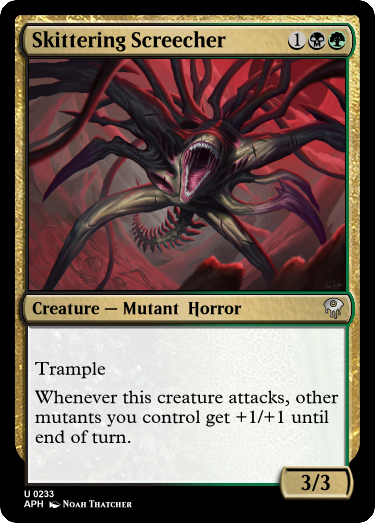 Skittering Screecher 1
Creature — Mutant Horror
Trample
Whenever this creature attacks, other
mutants you control get +1/+1 until
end of turn.
3/3
U 0233
APH Noah Thatcher